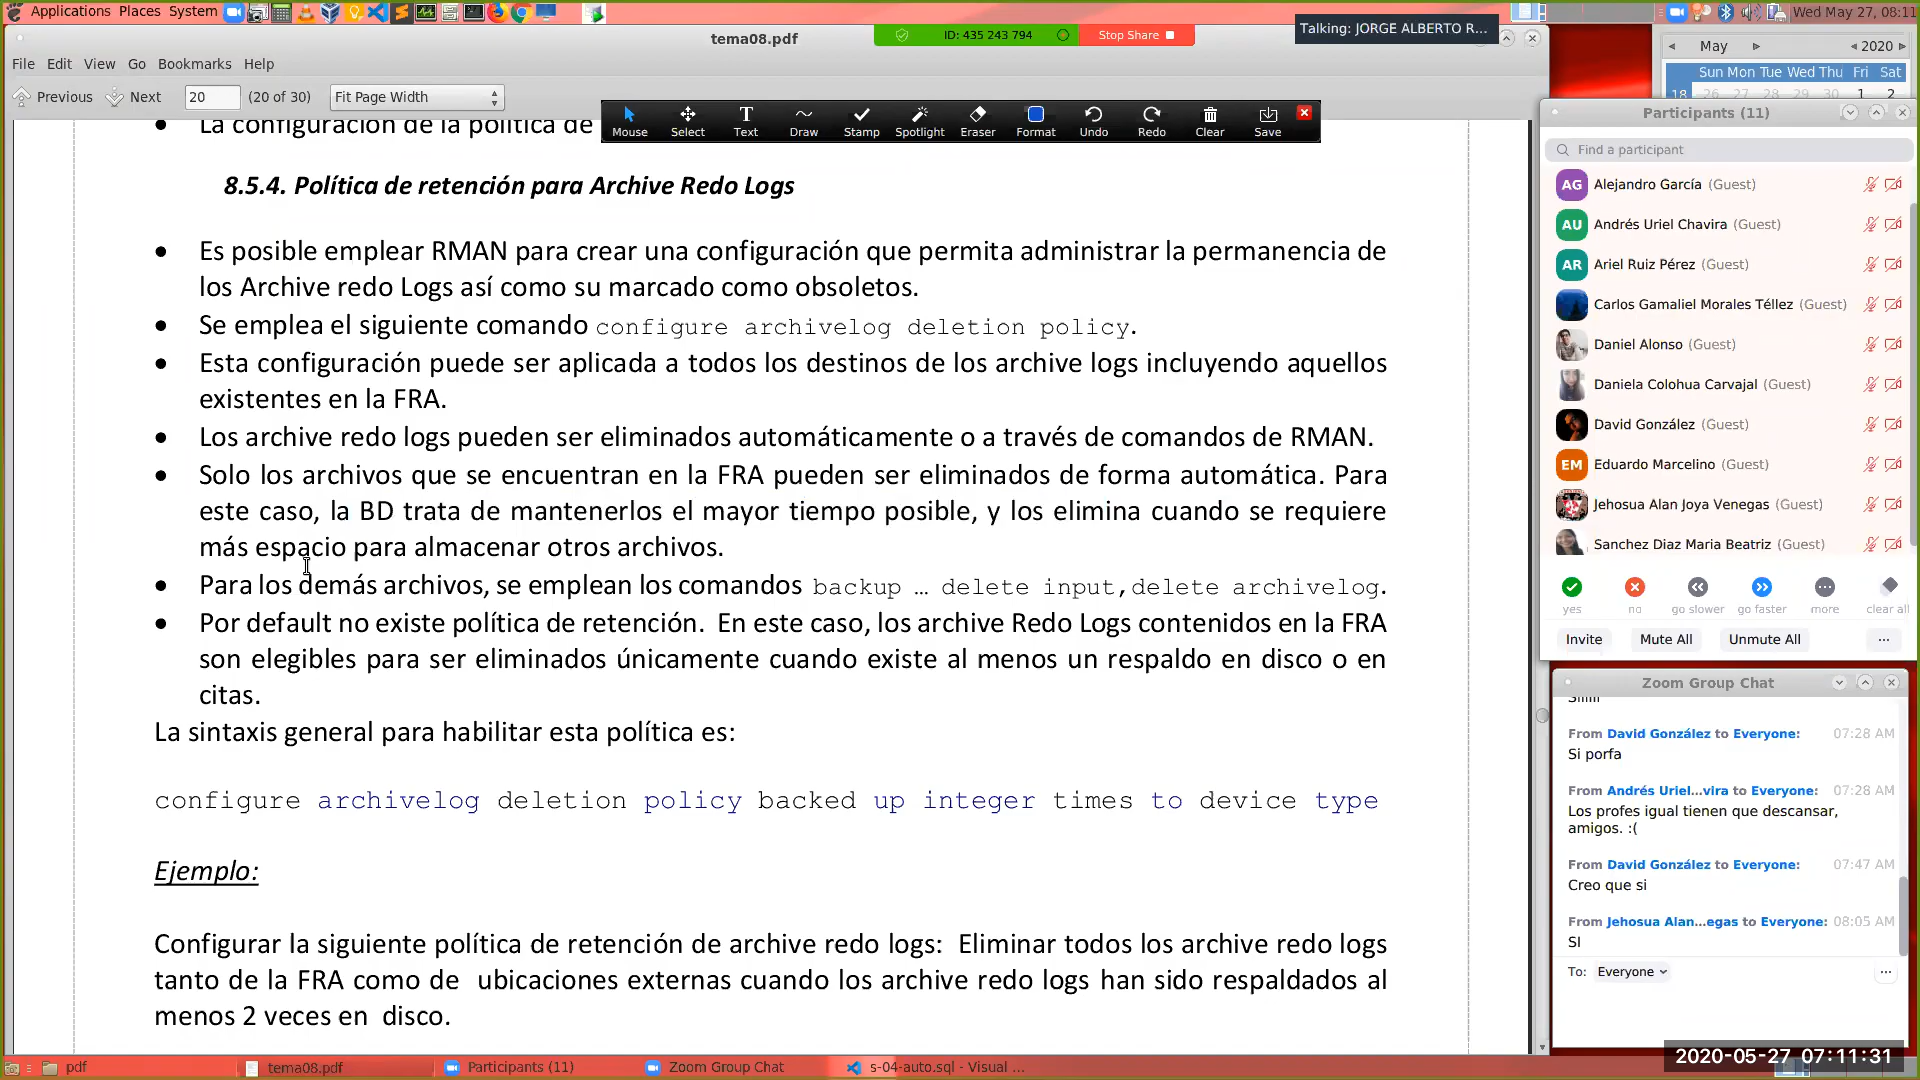 Applications Places System
Wed May 27, 08:11
tema08.pdf
ID: 435 243 794
Stop Share
Talking: JORGE ALBERTO R...
File Edit View Go Bookmarks Help
Previous Next 20 (20 of 30) Fit Page Width
Mouse Select Text Draw Stamp Spotlight Eraser Format Undo Redo Clear Save
• La configuración de la política de
8.5.4. Política de retención para Archive Redo Logs
• Es posible emplear RMAN para crear una configuración que permita administrar la permanencia de
los Archive redo Logs así como su marcado como obsoletos.
• Se emplea el siguiente comando configure archivelog deletion policy.
• Esta configuración puede ser aplicada a todos los destinos de los archive logs incluyendo aquellos
existentes en la FRA.
• Los archive redo logs pueden ser eliminados automáticamente o a través de comandos de RMAN.
• Solo los archivos que se encuentran en la FRA pueden ser eliminados de forma automática. Para
este caso, la BD trata de mantenerlos el mayor tiempo posible, y los elimina cuando se requiere
más espacio para almacenar otros archivos.
• Para los demás archivos, se emplean los comandos backup … delete input,delete archivelog.
• Por default no existe política de retención. En este caso, los archive Redo Logs contenidos en la FRA
son elegibles para ser eliminados únicamente cuando existe al menos un respaldo en disco o en
citas.
La sintaxis general para habilitar esta política es:
configure archivelog deletion policy backed up integer times to device type
Ejemplo:
Configurar la siguiente política de retención de archive redo logs: Eliminar todos los archive redo logs
tanto de la FRA como de ubicaciones externas cuando los archive redo logs han sido respaldados al
menos 2 veces en disco.
May 2020
Sun Mon Tue Wed Thu Fri Sat
18 26 27 28 29 30 1 2
Participants (11)
Find a participant
AG Alejandro García (Guest)
AU Andrés Uriel Chavira (Guest)
AR Ariel Ruiz Pérez (Guest)
Carlos Gamaliel Morales Téllez (Guest)
Daniel Alonso (Guest)
Daniela Colohua Carvajal (Guest)
David González (Guest)
EM Eduardo Marcelino (Guest)
Jehosua Alan Joya Venegas (Guest)
Sanchez Diaz Maria Beatriz (Guest)
yes no go slower go faster more clear all
Invite Mute All Unmute All ...
Zoom Group Chat
From David González to Everyone: 07:28 AM
Si porfa
From Andrés Uriel...vira to Everyone: 07:28 AM
Los profes igual tienen que descansar,
amigos. :(
From David González to Everyone: 07:47 AM
Creo que si
From Jehosua Alan...egas to Everyone: 08:05 AM
SI
To: Everyone ...
2020-05-27 07:11:31
pdf
tema08.pdf
Participants (11)
Zoom Group Chat
s-04-auto.sql - Visual ...